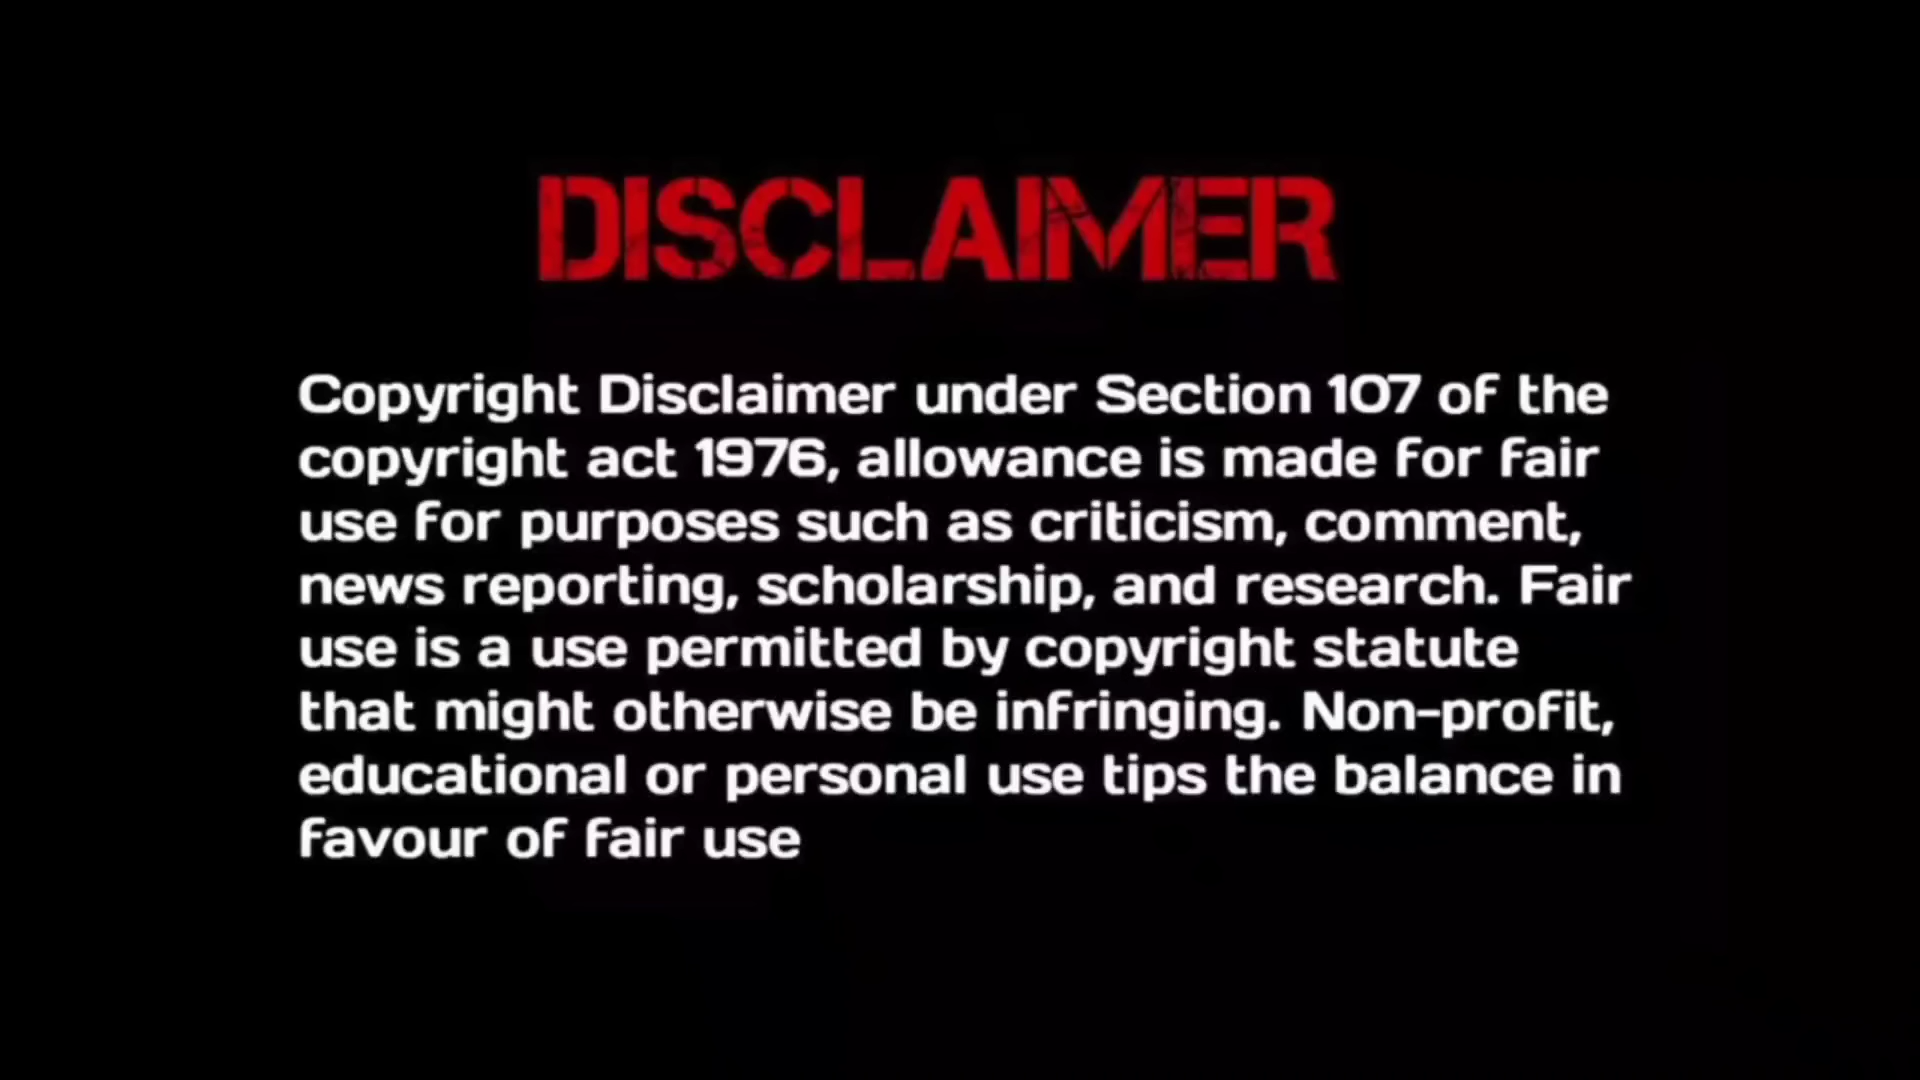 DISCLAIMER
Copyright Disclaimer under Section 107 of the
copyright act 1976, allowance is made for fair
use for purposes such as criticism, comment,
news reporting, scholarship, and research. Fair
use is a use permitted by copyright statute
that might otherwise be infringing. Non-profit,
educational or personal use tips the balance in
favour of fair use